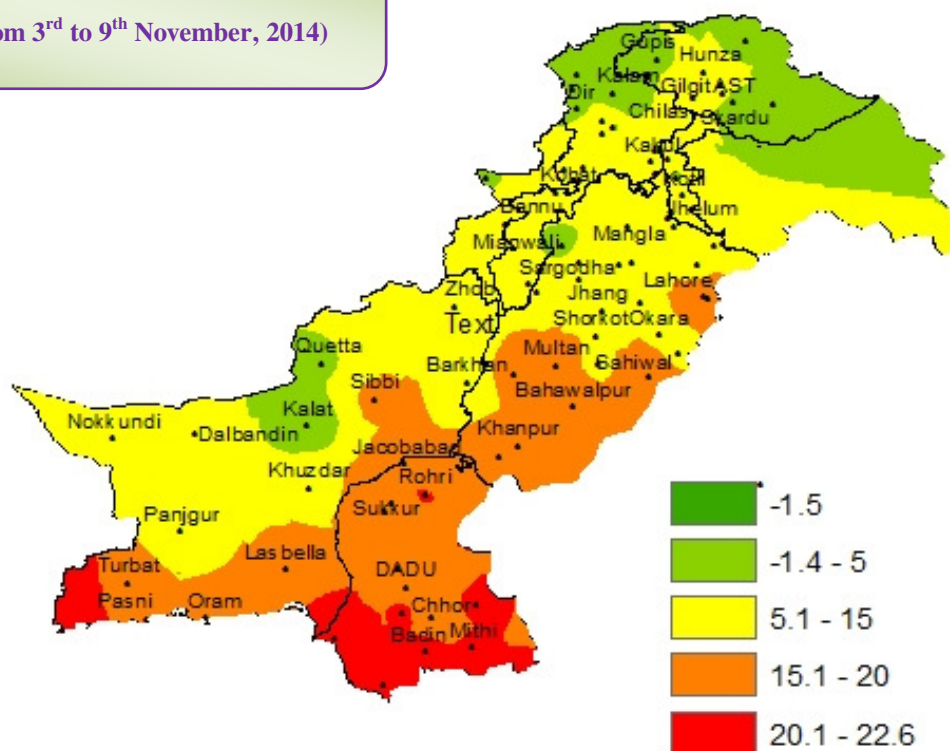 om 3rd to 9th November, 2014)
Gupis
Hunza
Kalam
Gilgit AST
Dir
Chilas
Skardu
Kakul
Kohat
Kotli
Bannu
Jhelum
Mianwali
Mangla
Sargodha
Lahore
Zhob
Jhang
Text
Shorkot Okara
Quetta
Multan
Barkhan
Sahiwal
Sibbi
Bahawalpur
Kalat
Nokkundi
Dalbandin
Khanpur
Jacobabad
Khuzdar
Rohri
Sukkur
Panjgur
Lasbella
Turbat
DADU
Pasni
Oram
Chhor
Badin
Mithi
-1.5
-1.4 - 5
5.1 - 15
15.1 - 20
20.1 - 22.6